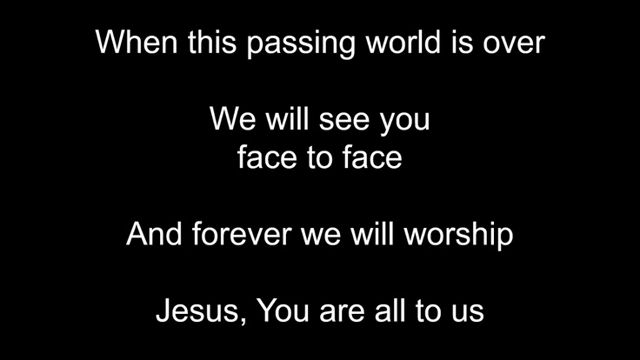 When this passing world is over
We will see you
face to face
And forever we will worship
Jesus, You are all to us